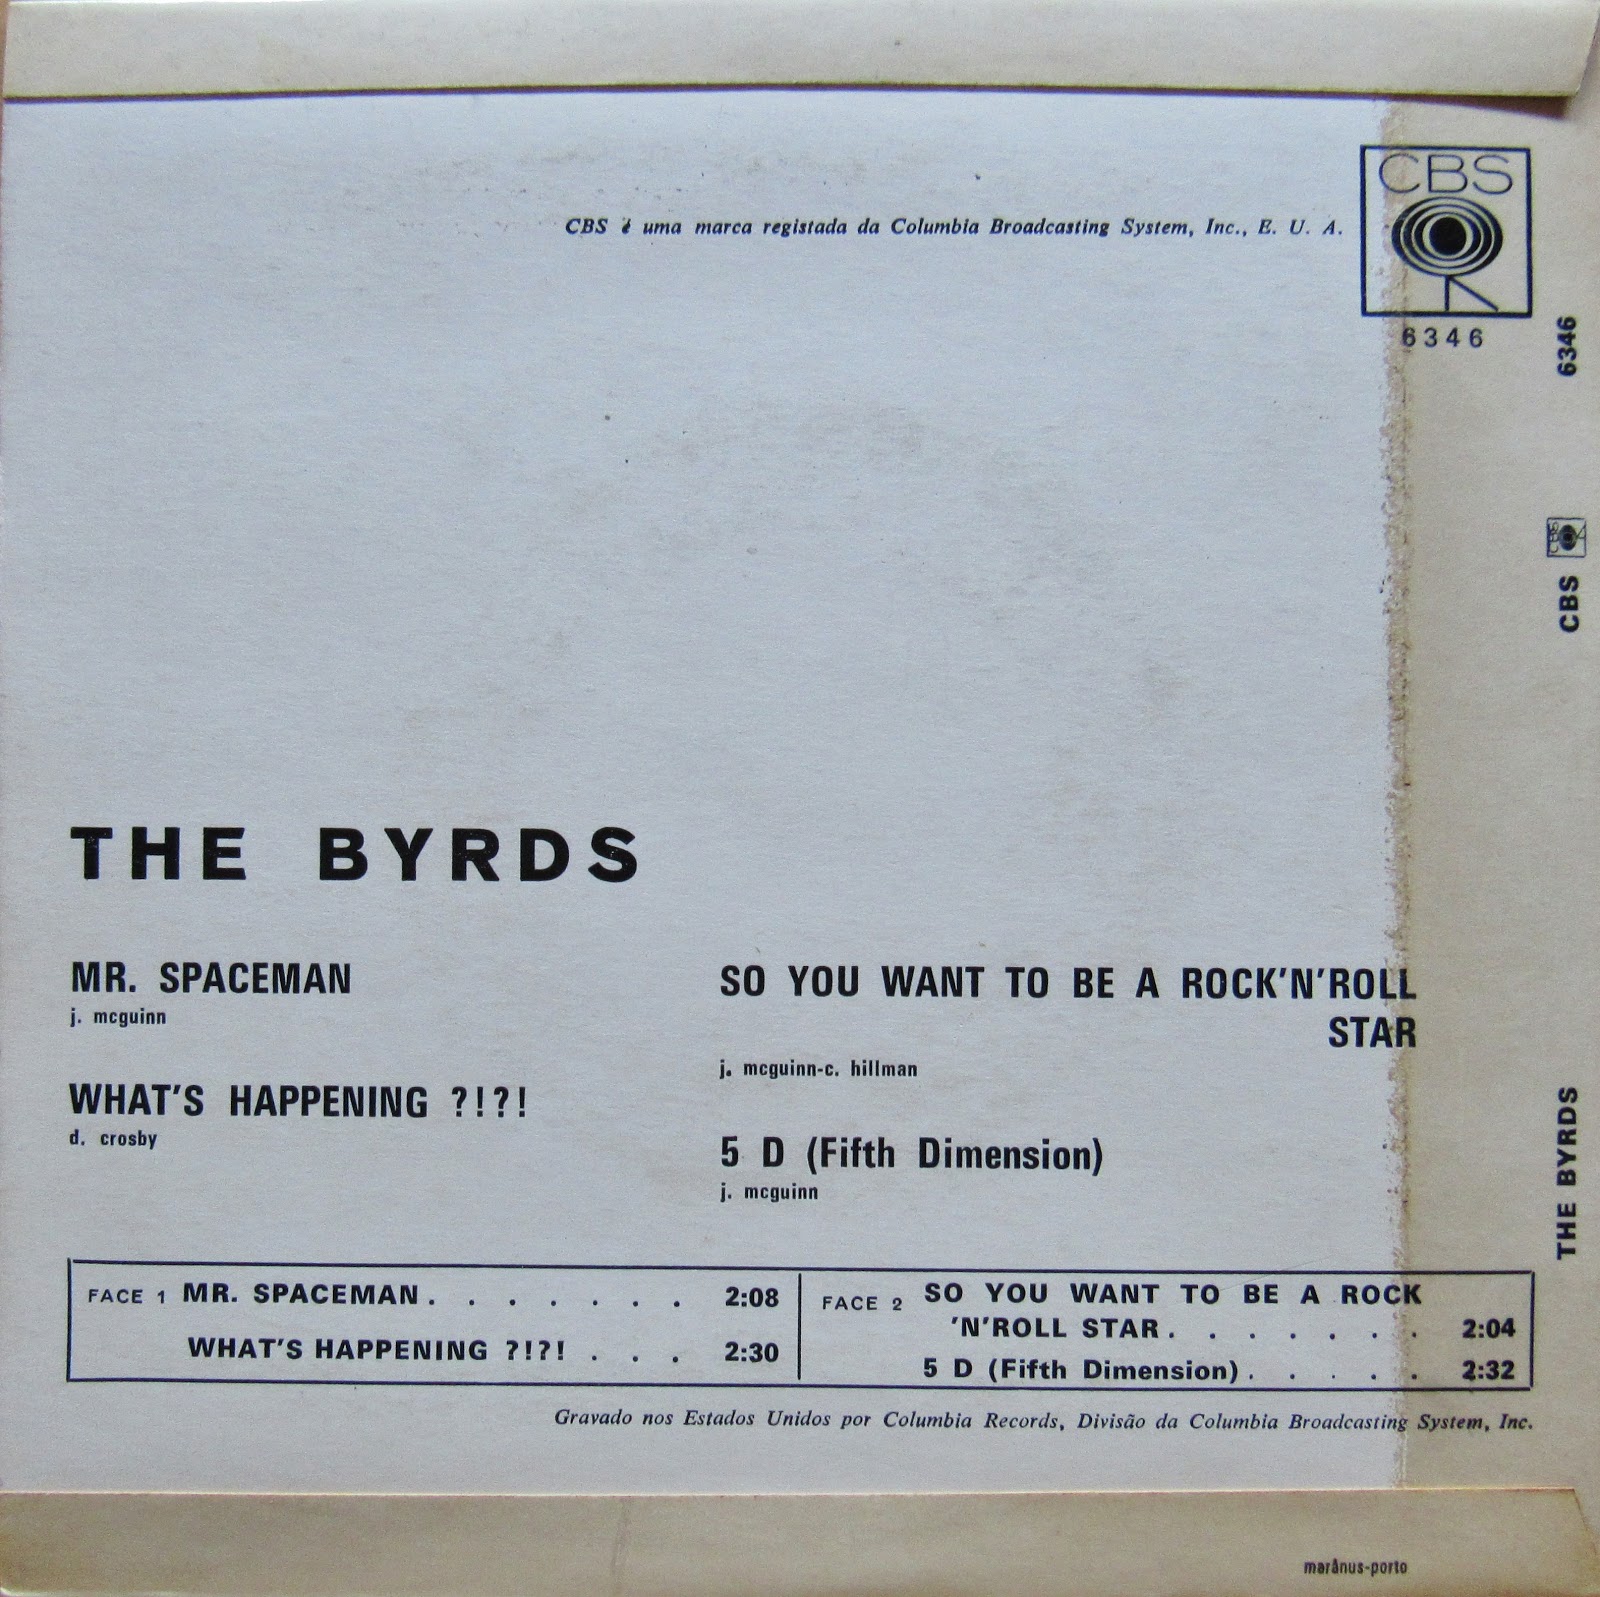 CBS é uma marca registada da Columbia Broadcasting System, Inc., E. U. A.
CBS
6346
6346
CBS
CBS
THE BYRDS
THE BYRDS
MR. SPACEMAN
j. mcguinn
WHAT'S HAPPENING ?!?!
d. crosby
SO YOU WANT TO BE A ROCK'N'ROLL
STAR
j. mcguinn-c. hillman
5 D (Fifth Dimension)
j. mcguinn
FACE 1 MR. SPACEMAN. . . . . . . 2:08
WHAT'S HAPPENING ?!?! . . . 2:30
FACE 2 SO YOU WANT TO BE A ROCK
'N'ROLL STAR. . . . . . . 2:04
5 D (Fifth Dimension). . . . . 2:32
Gravado nos Estados Unidos por Columbia Records, Divisão da Columbia Broadcasting System, Inc.
marânus-porto